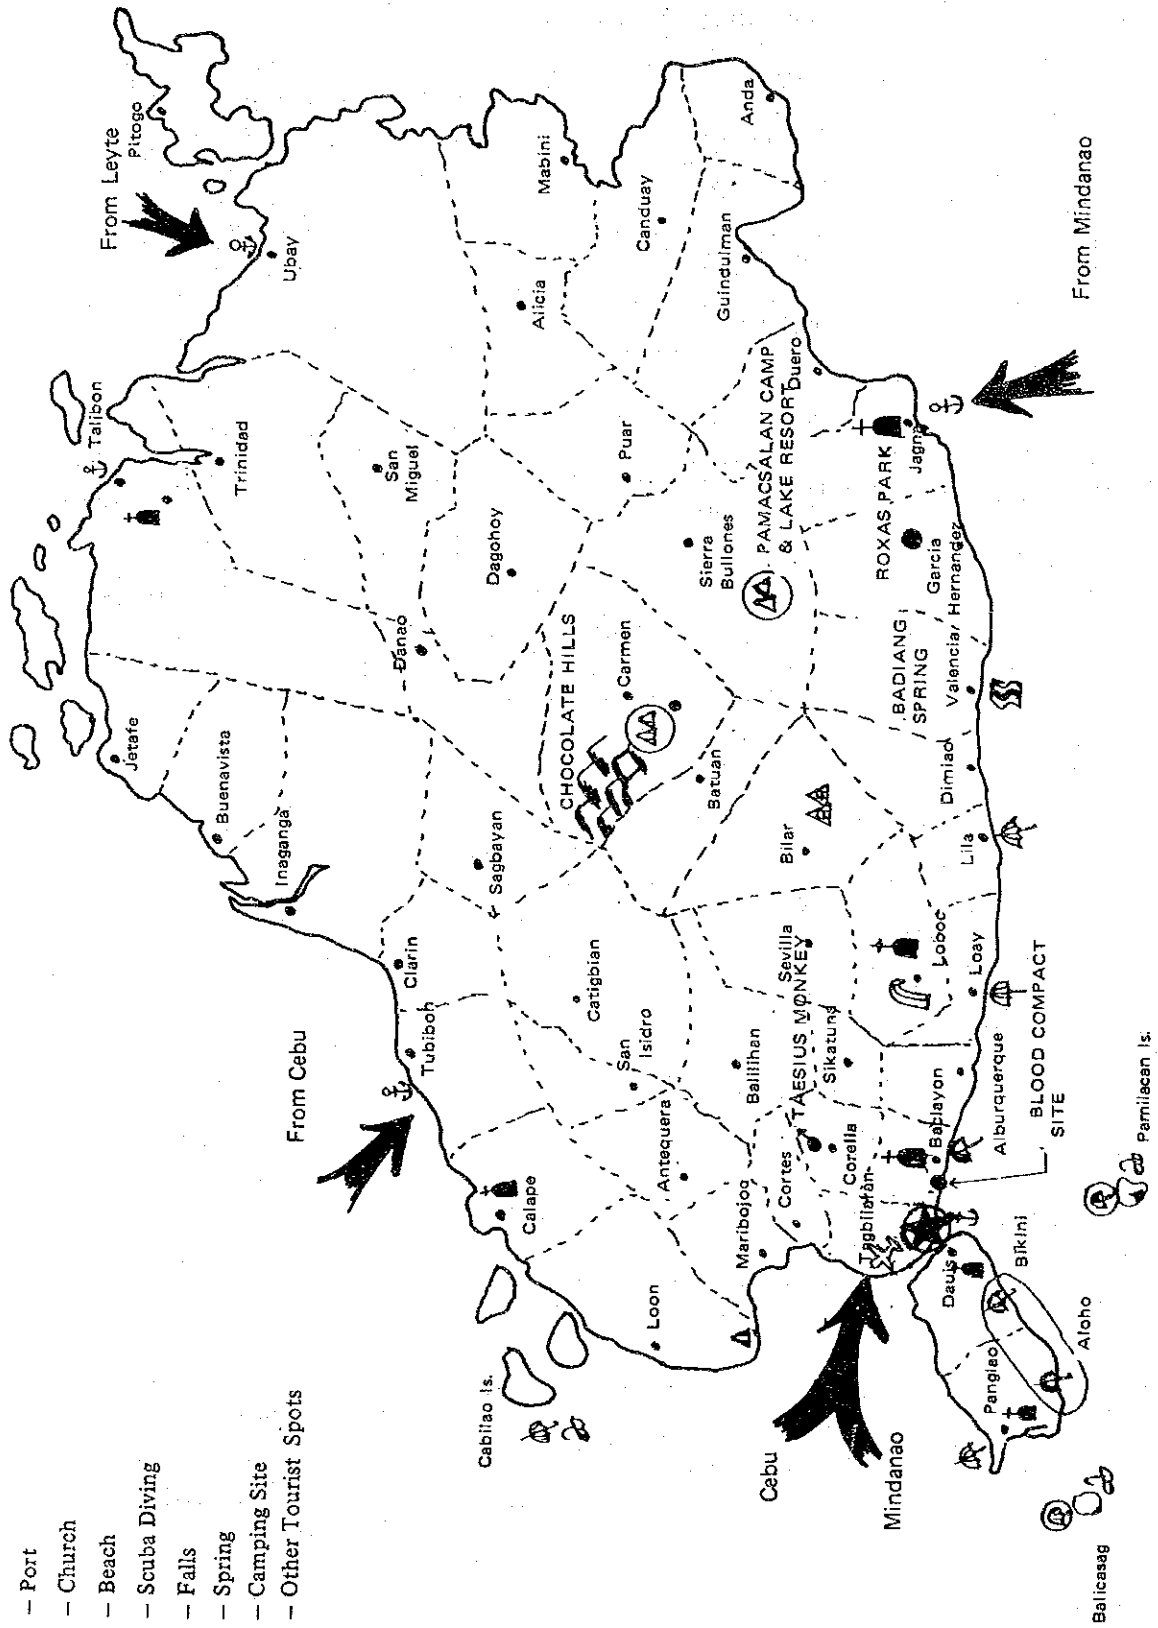 – Port
– Church
– Beach
– Scuba Diving
– Falls
– Spring
– Camping Site
– Other Tourist Spots
From Leyte
Pitogo
Ubay
Talibon
Trinidad
San
Miguel
Jetafe
Buenavista
Inaganga
Danao
Dagohoy
Alicia
Mabini
Canduay
Anda
Guindulman
Duero
From Mindanao
Puar
Sierra
Bullones
PAMACSALAN CAMP
& LAKE RESORT
Jagna
ROXAS PARK
Garcia
Hernandez
BADIANG
SPRING
Valencia
CHOCOLATE HILLS
Carmen
Batuan
Sagbayan
Clarin
Tubiboh
From Cebu
Catigbian
San
Isidro
Bilar
Dimiao
Lila
Sevilla
Loboc
Loay
TAESIUS MONKEY
Sikatuna
Balilihan
Antequera
Calape
Loon
Maribojoc
Cortes
Corella
Tagbilaran
Baclayon
Alburquerque
BLOOD COMPACT
SITE
Cabilao Is.
Cebu
Mindanao
Dauis
Panglao
Bikini
Aloho
Balicasag
Pamilacan Is.